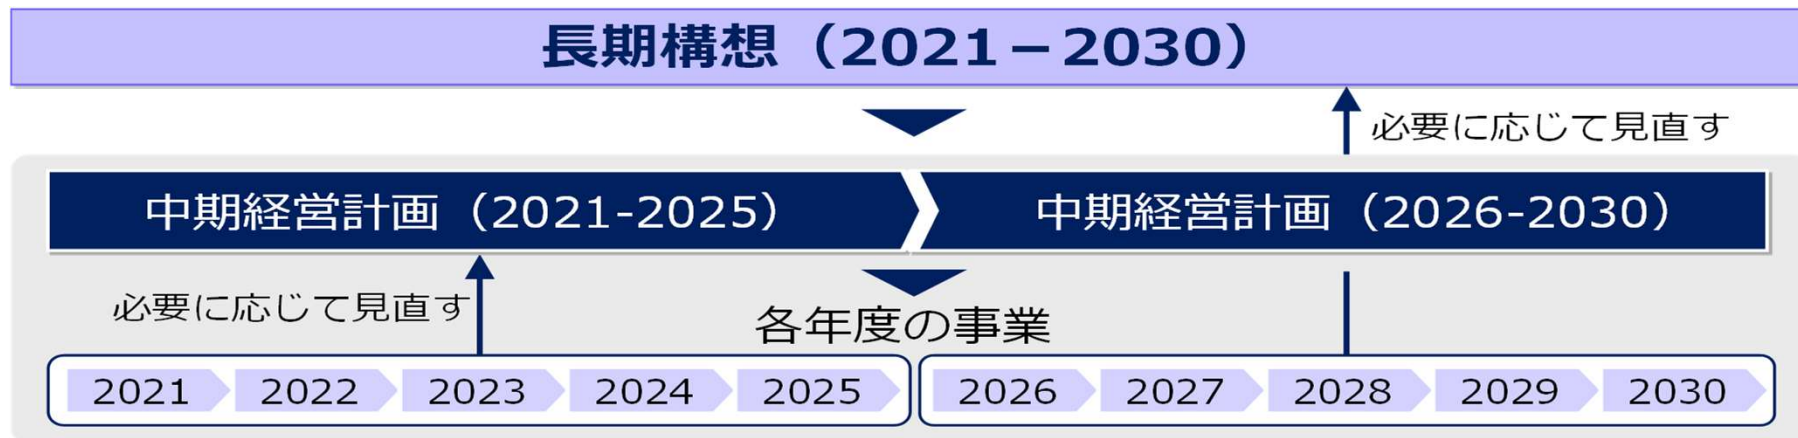 長期構想（2021－2030）
必要に応じて見直す
中期経営計画（2021-2025）
中期経営計画（2026-2030）
必要に応じて見直す
各年度の事業
2021 2022 2023 2024 2025 2026 2027 2028 2029 2030